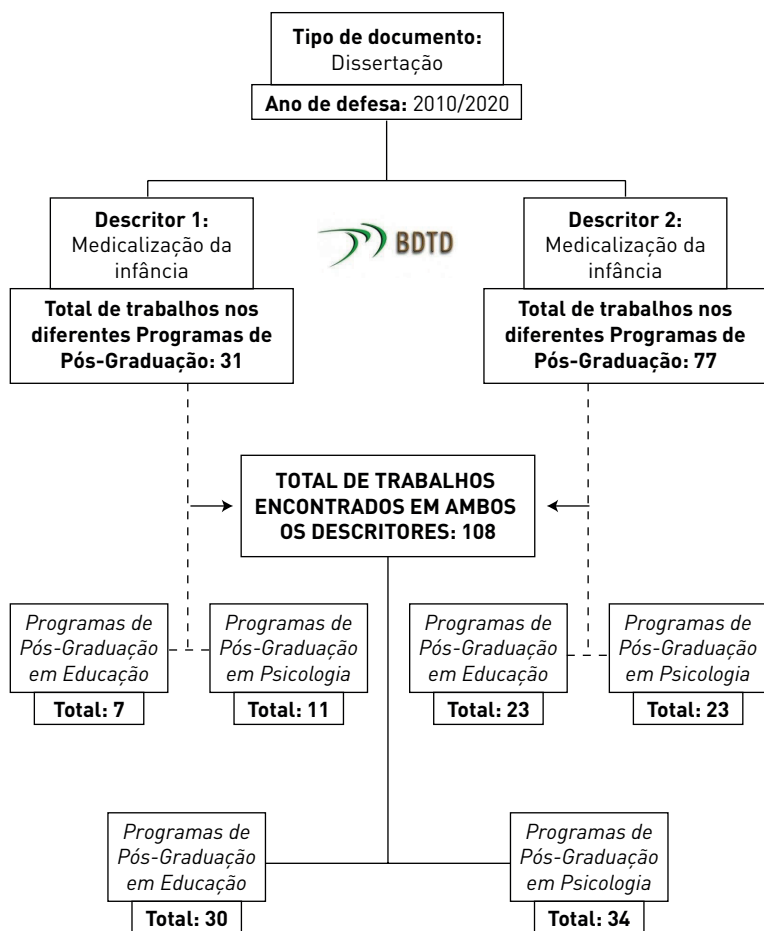 Tipo de documento:
Dissertação
Ano de defesa: 2010/2020
Descritor 1:
Medicalização da
infância
Total de trabalhos nos
diferentes Programas de
Pós-Graduação: 31
BDTD
Descritor 2:
Medicalização da
infância
Total de trabalhos nos
diferentes Programas de
Pós-Graduação: 77
TOTAL DE TRABALHOS
ENCONTRADOS EM AMBOS
OS DESCRITORES: 108
Programas de
Pós-Graduação
em Educação
Total: 7
Programas de
Pós-Graduação
em Psicologia
Total: 11
Programas de
Pós-Graduação
em Educação
Total: 23
Programas de
Pós-Graduação
em Psicologia
Total: 23
Programas de
Pós-Graduação
em Educação
Total: 30
Programas de
Pós-Graduação
em Psicologia
Total: 34